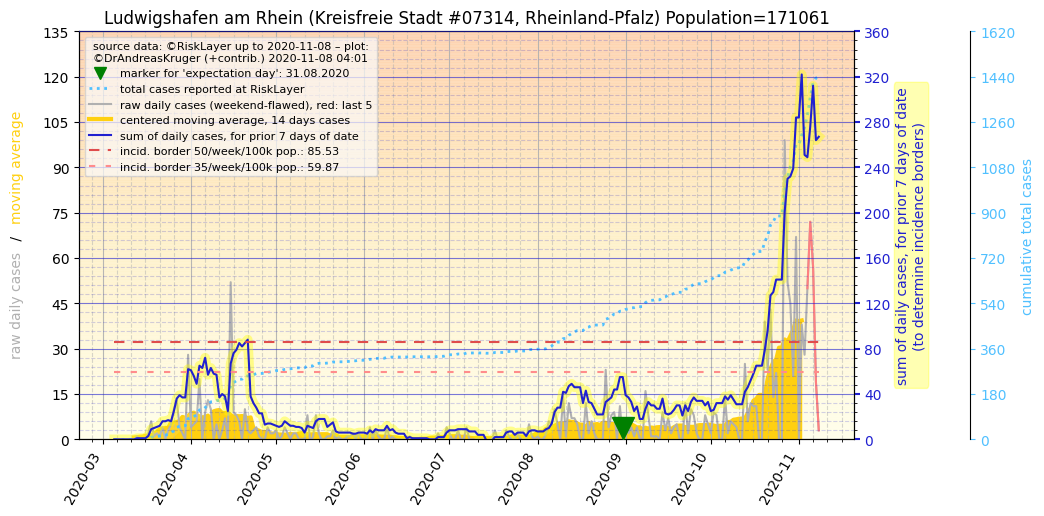 Ludwigshafen am Rhein (Kreisfreie Stadt #07314, Rheinland-Pfalz) Population=171061
source data: ©RiskLayer up to 2020-11-08 – plot:
©DrAndreasKruger (+contrib.) 2020-11-08 04:01
marker for 'expectation day': 31.08.2020
total cases reported at RiskLayer
raw daily cases (weekend-flawed), red: last 5
centered moving average, 14 days cases
sum of daily cases, for prior 7 days of date
incid. border 50/week/100k pop.: 85.53
incid. border 35/week/100k pop.: 59.87
raw daily cases / moving average
135
120
105
90
75
60
45
30
15
0
2020-03
2020-04
2020-05
2020-06
2020-07
2020-08
2020-09
2020-10
2020-11
360
320
280
240
200
160
120
80
40
0
sum of daily cases, for prior 7 days of date
(to determine incidence borders)
1620
1440
1260
1080
900
720
540
360
180
0
cumulative total cases